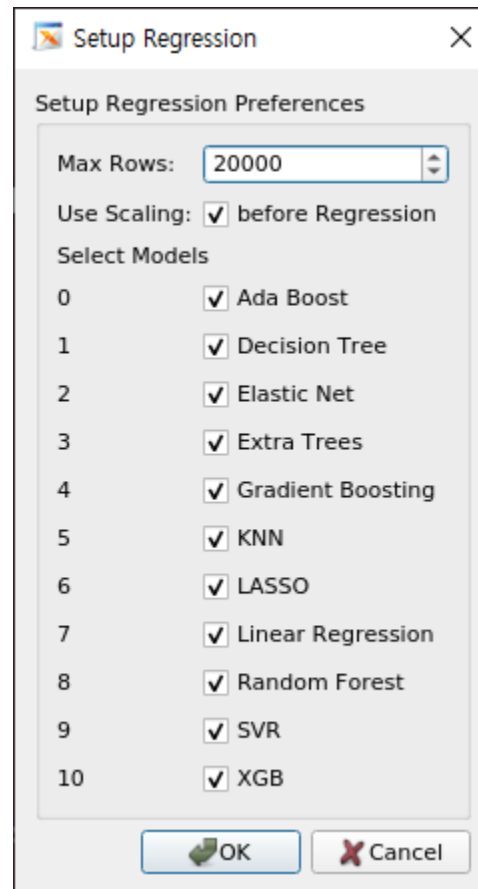 Setup Regression
Setup Regression Preferences
Max Rows: 20000
Use Scaling: before Regression
Select Models
0 Ada Boost
1 Decision Tree
2 Elastic Net
3 Extra Trees
4 Gradient Boosting
5 KNN
6 LASSO
7 Linear Regression
8 Random Forest
9 SVR
10 XGB
OK Cancel